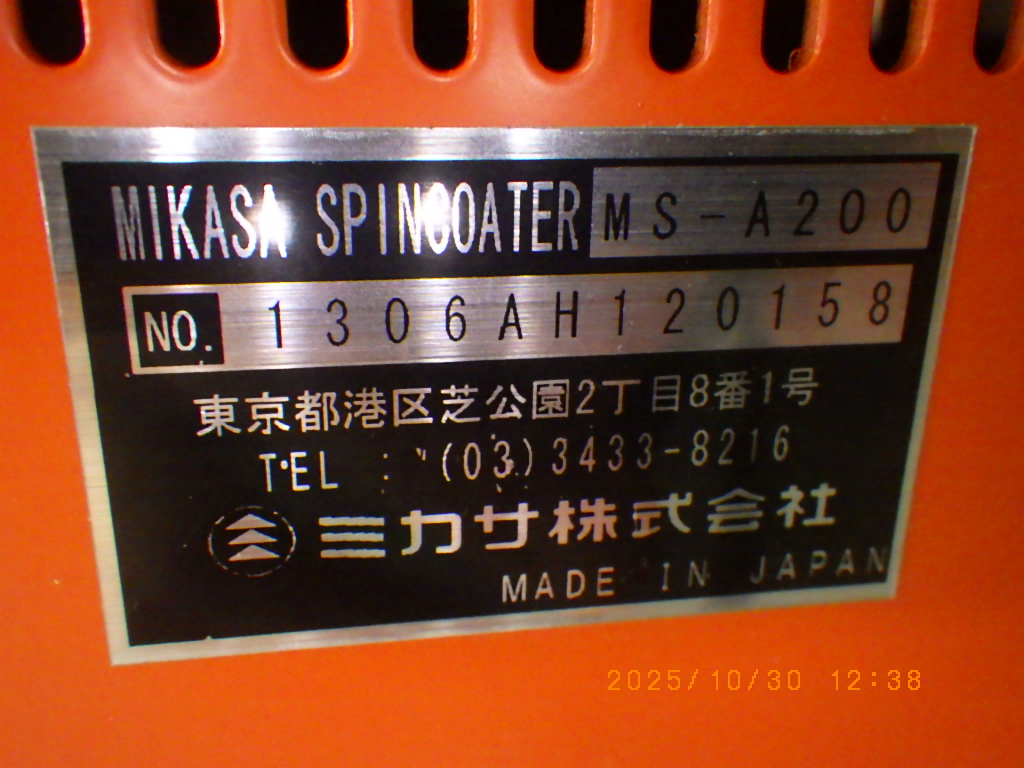 MIKASA SPINCOATER MS-A200
NO. 1306AH120158
東京都港区芝公園2丁目8番1号
TEL : (03)3433-8216
ミカサ株式会社
MADE IN JAPAN
2025/10/30 12:38